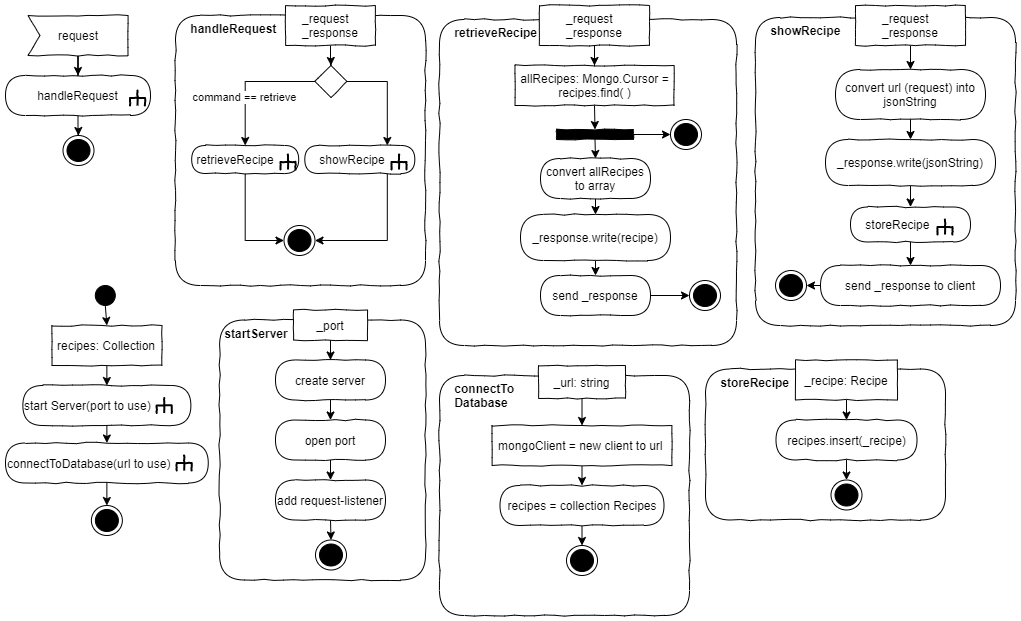 request
handleRequest
handleRequest
_request
_response
command == retrieve
retrieveRecipe
showRecipe
retrieveRecipe
_request
_response
allRecipes: Mongo.Cursor =
recipes.find( )
convert allRecipes
to array
_response.write(recipe)
send _response
showRecipe
_request
_response
convert url (request) into
jsonString
_response.write(jsonString)
storeRecipe
send _response to client
recipes: Collection
start Server(port to use)
connectToDatabase(url to use)
startServer
_port
create server
open port
add request-listener
connectTo
Database
_url: string
mongoClient = new client to url
recipes = collection Recipes
storeRecipe
_recipe: Recipe
recipes.insert(_recipe)